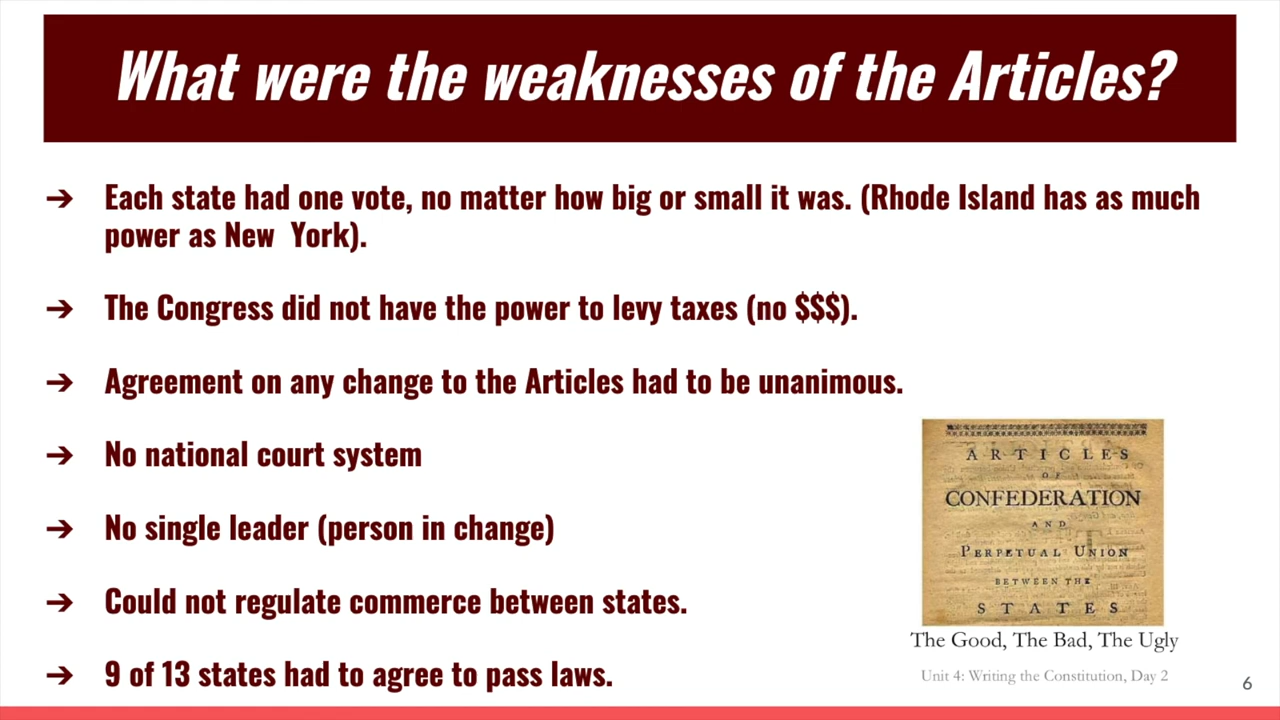 What were the weaknesses of the Articles?
➔ Each state had one vote, no matter how big or small it was. (Rhode Island has as much
power as New York).
➔ The Congress did not have the power to levy taxes (no $$$).
➔ Agreement on any change to the Articles had to be unanimous.
➔ No national court system
➔ No single leader (person in change)
➔ Could not regulate commerce between states.
➔ 9 of 13 states had to agree to pass laws.
ARTICLES
OF
CONFEDERATION
AND
PERPETUAL UNION
BETWEEN THE
STATES
The Good, The Bad, The Ugly
Unit 4: Writing the Constitution, Day 2
6